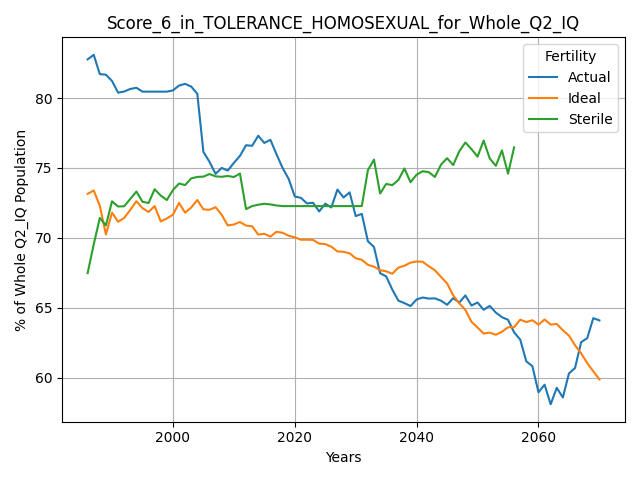 Score_6_in_TOLERANCE_HOMOSEXUAL_for_Whole_Q2_IQ
Fertility
Actual
Ideal
Sterile
% of Whole Q2_IQ Population
80
75
70
65
60
2000
2020
2040
2060
Years